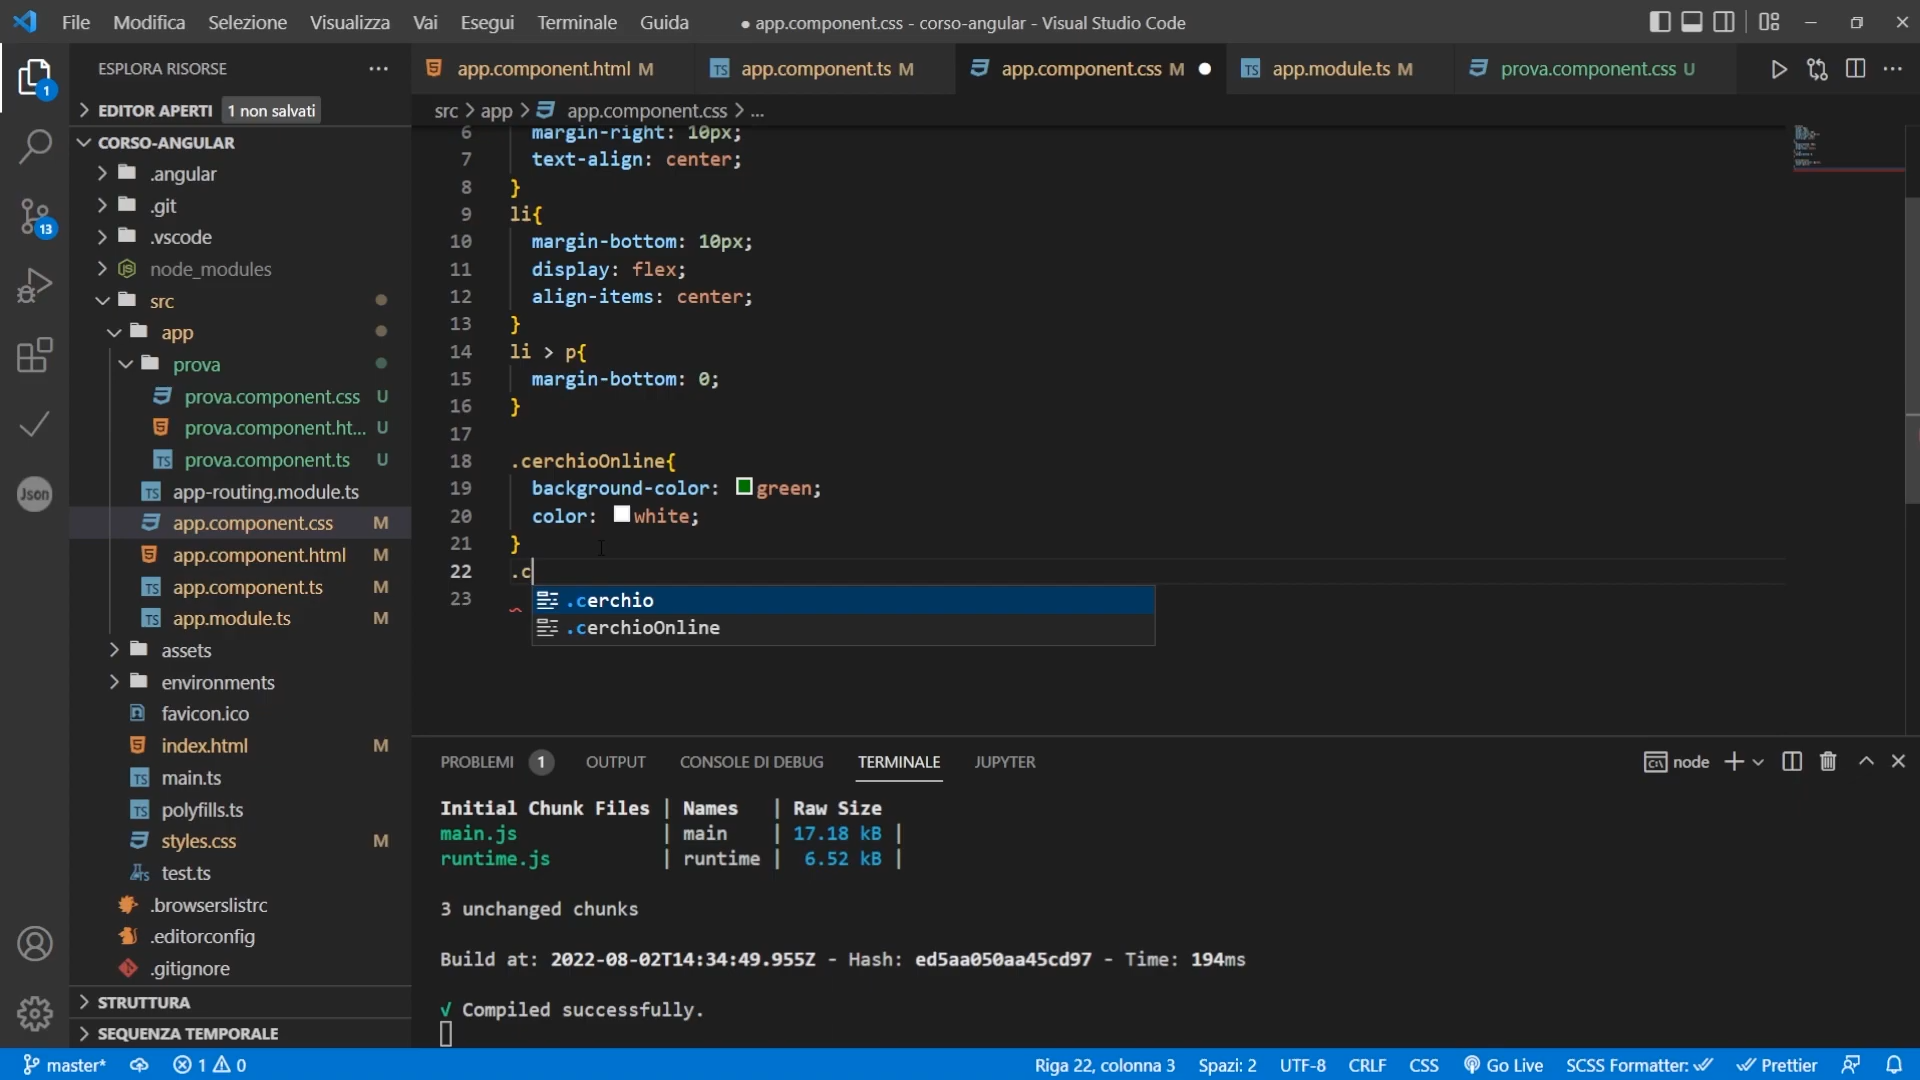 File Modifica Selezione Visualizza Vai Esegui Terminale Guida ● app.component.css - corso-angular - Visual Studio Code
ESPLORA RISORSE
app.component.html M
app.component.ts M
app.component.css M
app.module.ts M
prova.component.css U
1
EDITOR APERTI 1 non salvati
src > app > app.component.css > ...
CORSO-ANGULAR
.angular
.git
13
.vscode
node_modules
src
app
prova
prova.component.css U
prova.component.ht... U
prova.component.ts U
Json
app-routing.module.ts
app.component.css M
app.component.html M
app.component.ts M
app.module.ts M
assets
environments
favicon.ico
index.html M
main.ts
polyfills.ts
styles.css M
test.ts
.browserslistrc
.editorconfig
.gitignore
STRUTTURA
SEQUENZA TEMPORALE
6 margin-right: 10px;
7 text-align: center;
8 }
9 li{
10 margin-bottom: 10px;
11 display: flex;
12 align-items: center;
13 }
14 li > p{
15 margin-bottom: 0;
16 }
17
18 .cerchioOnline{
19 background-color: green;
20 color: white;
21 }
22 .c
23
.cerchio
.cerchioOnline
PROBLEMI 1 OUTPUT CONSOLE DI DEBUG TERMINALE JUPYTER
node
Initial Chunk Files | Names | Raw Size
main.js | main | 17.18 kB |
runtime.js | runtime | 6.52 kB |
3 unchanged chunks
Build at: 2022-08-02T14:34:49.955Z - Hash: ed5aa050aa45cd97 - Time: 194ms
√ Compiled successfully.
master* 1 0 Riga 22, colonna 3 Spazi: 2 UTF-8 CRLF CSS Go Live SCSS Formatter: Prettier